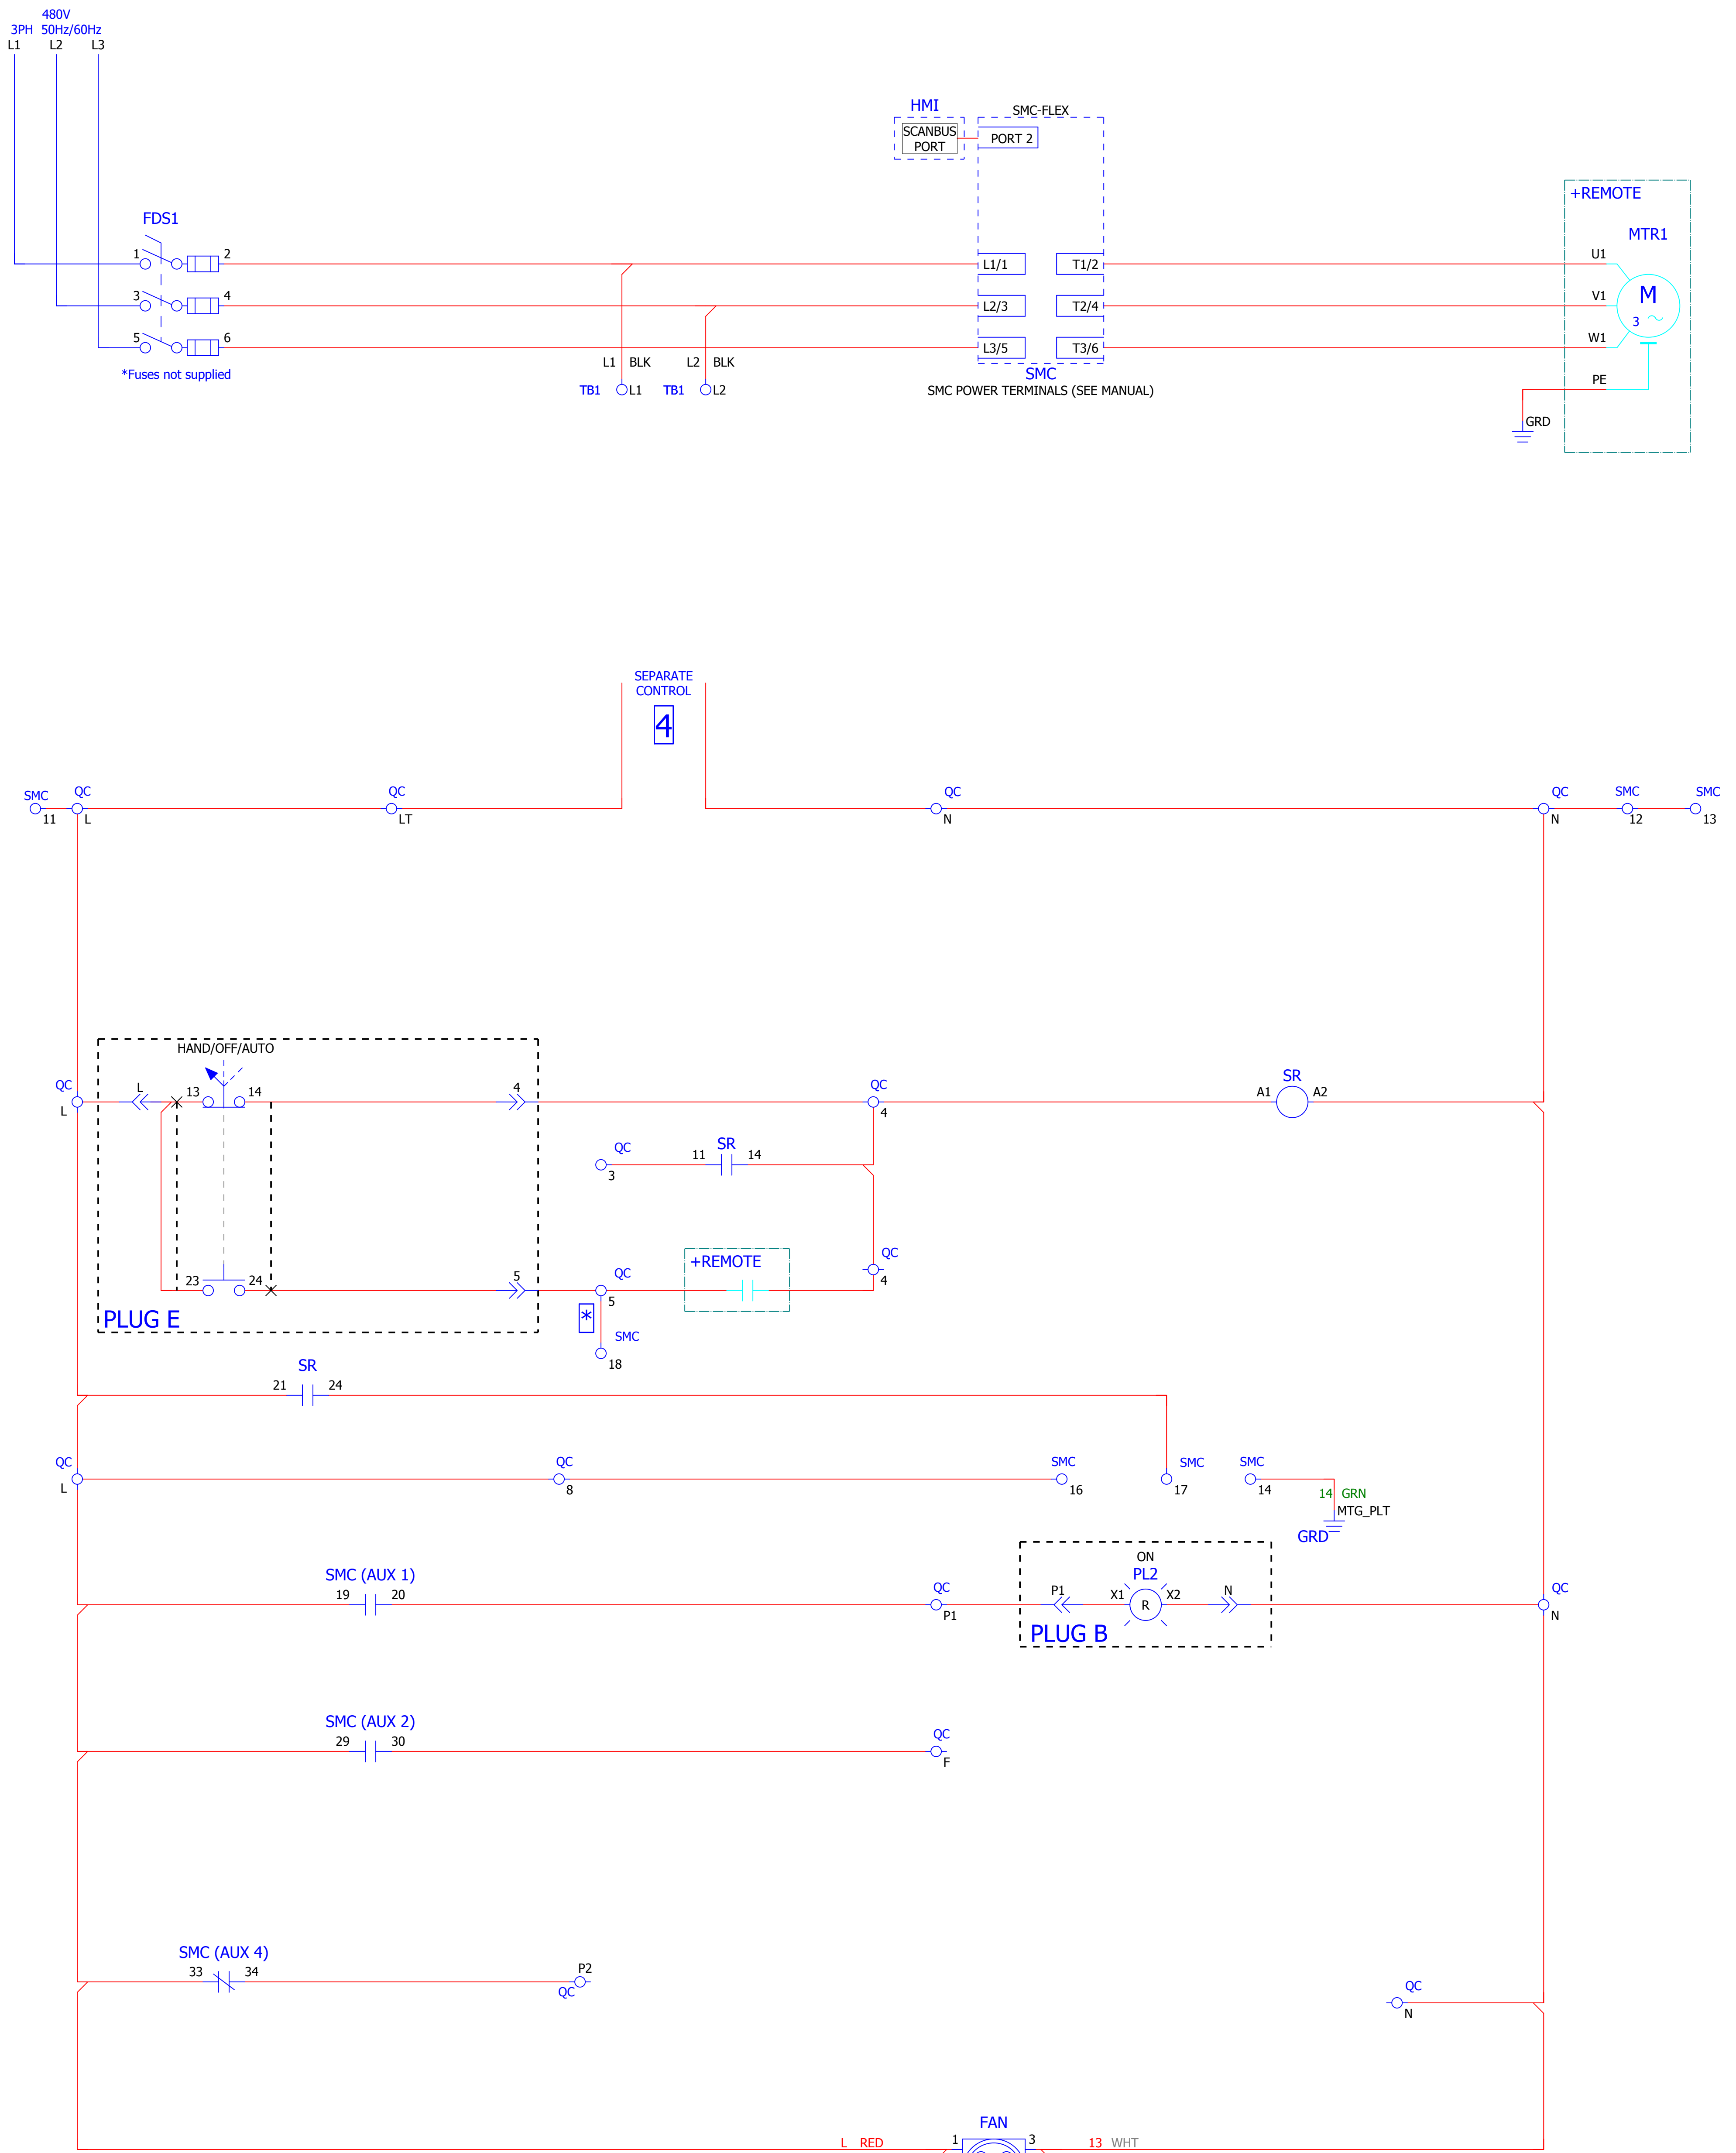 480V
3PH 50Hz/60Hz
L1 L2 L3
HMI
SMC-FLEX
SCANBUS
PORT
PORT 2
+REMOTE
FDS1
MTR1
1 2 L1/1 T1/2 U1
3 4 L2/3 T2/4 V1
M
3
5 6 L3/5 T3/6 W1
L1 BLK L2 BLK
*Fuses not supplied
SMC
PE
TB1 L1 TB1 L2
SMC POWER TERMINALS (SEE MANUAL)
GRD
SEPARATE
CONTROL
4
SMC QC QC QC QC SMC SMC
11 L LT N N 12 13
HAND/OFF/AUTO
QC L 13 14 4 QC SR
A1 A2
L 4
QC 11 SR 14
3
+REMOTE
QC
4
23 24 5 QC
5
PLUG E
*
SMC
18
SR
21 24
QC QC SMC SMC SMC
L 8 16 17 14
14 GRN
MTG_PLT
GRD
ON
SMC (AUX 1) PL2
19 20 QC P1 X1 R X2 N QC
P1 N
PLUG B
SMC (AUX 2)
29 30 QC
F
SMC (AUX 4)
33 34 P2
QC
QC
N
FAN
L RED 1 3 13 WHT